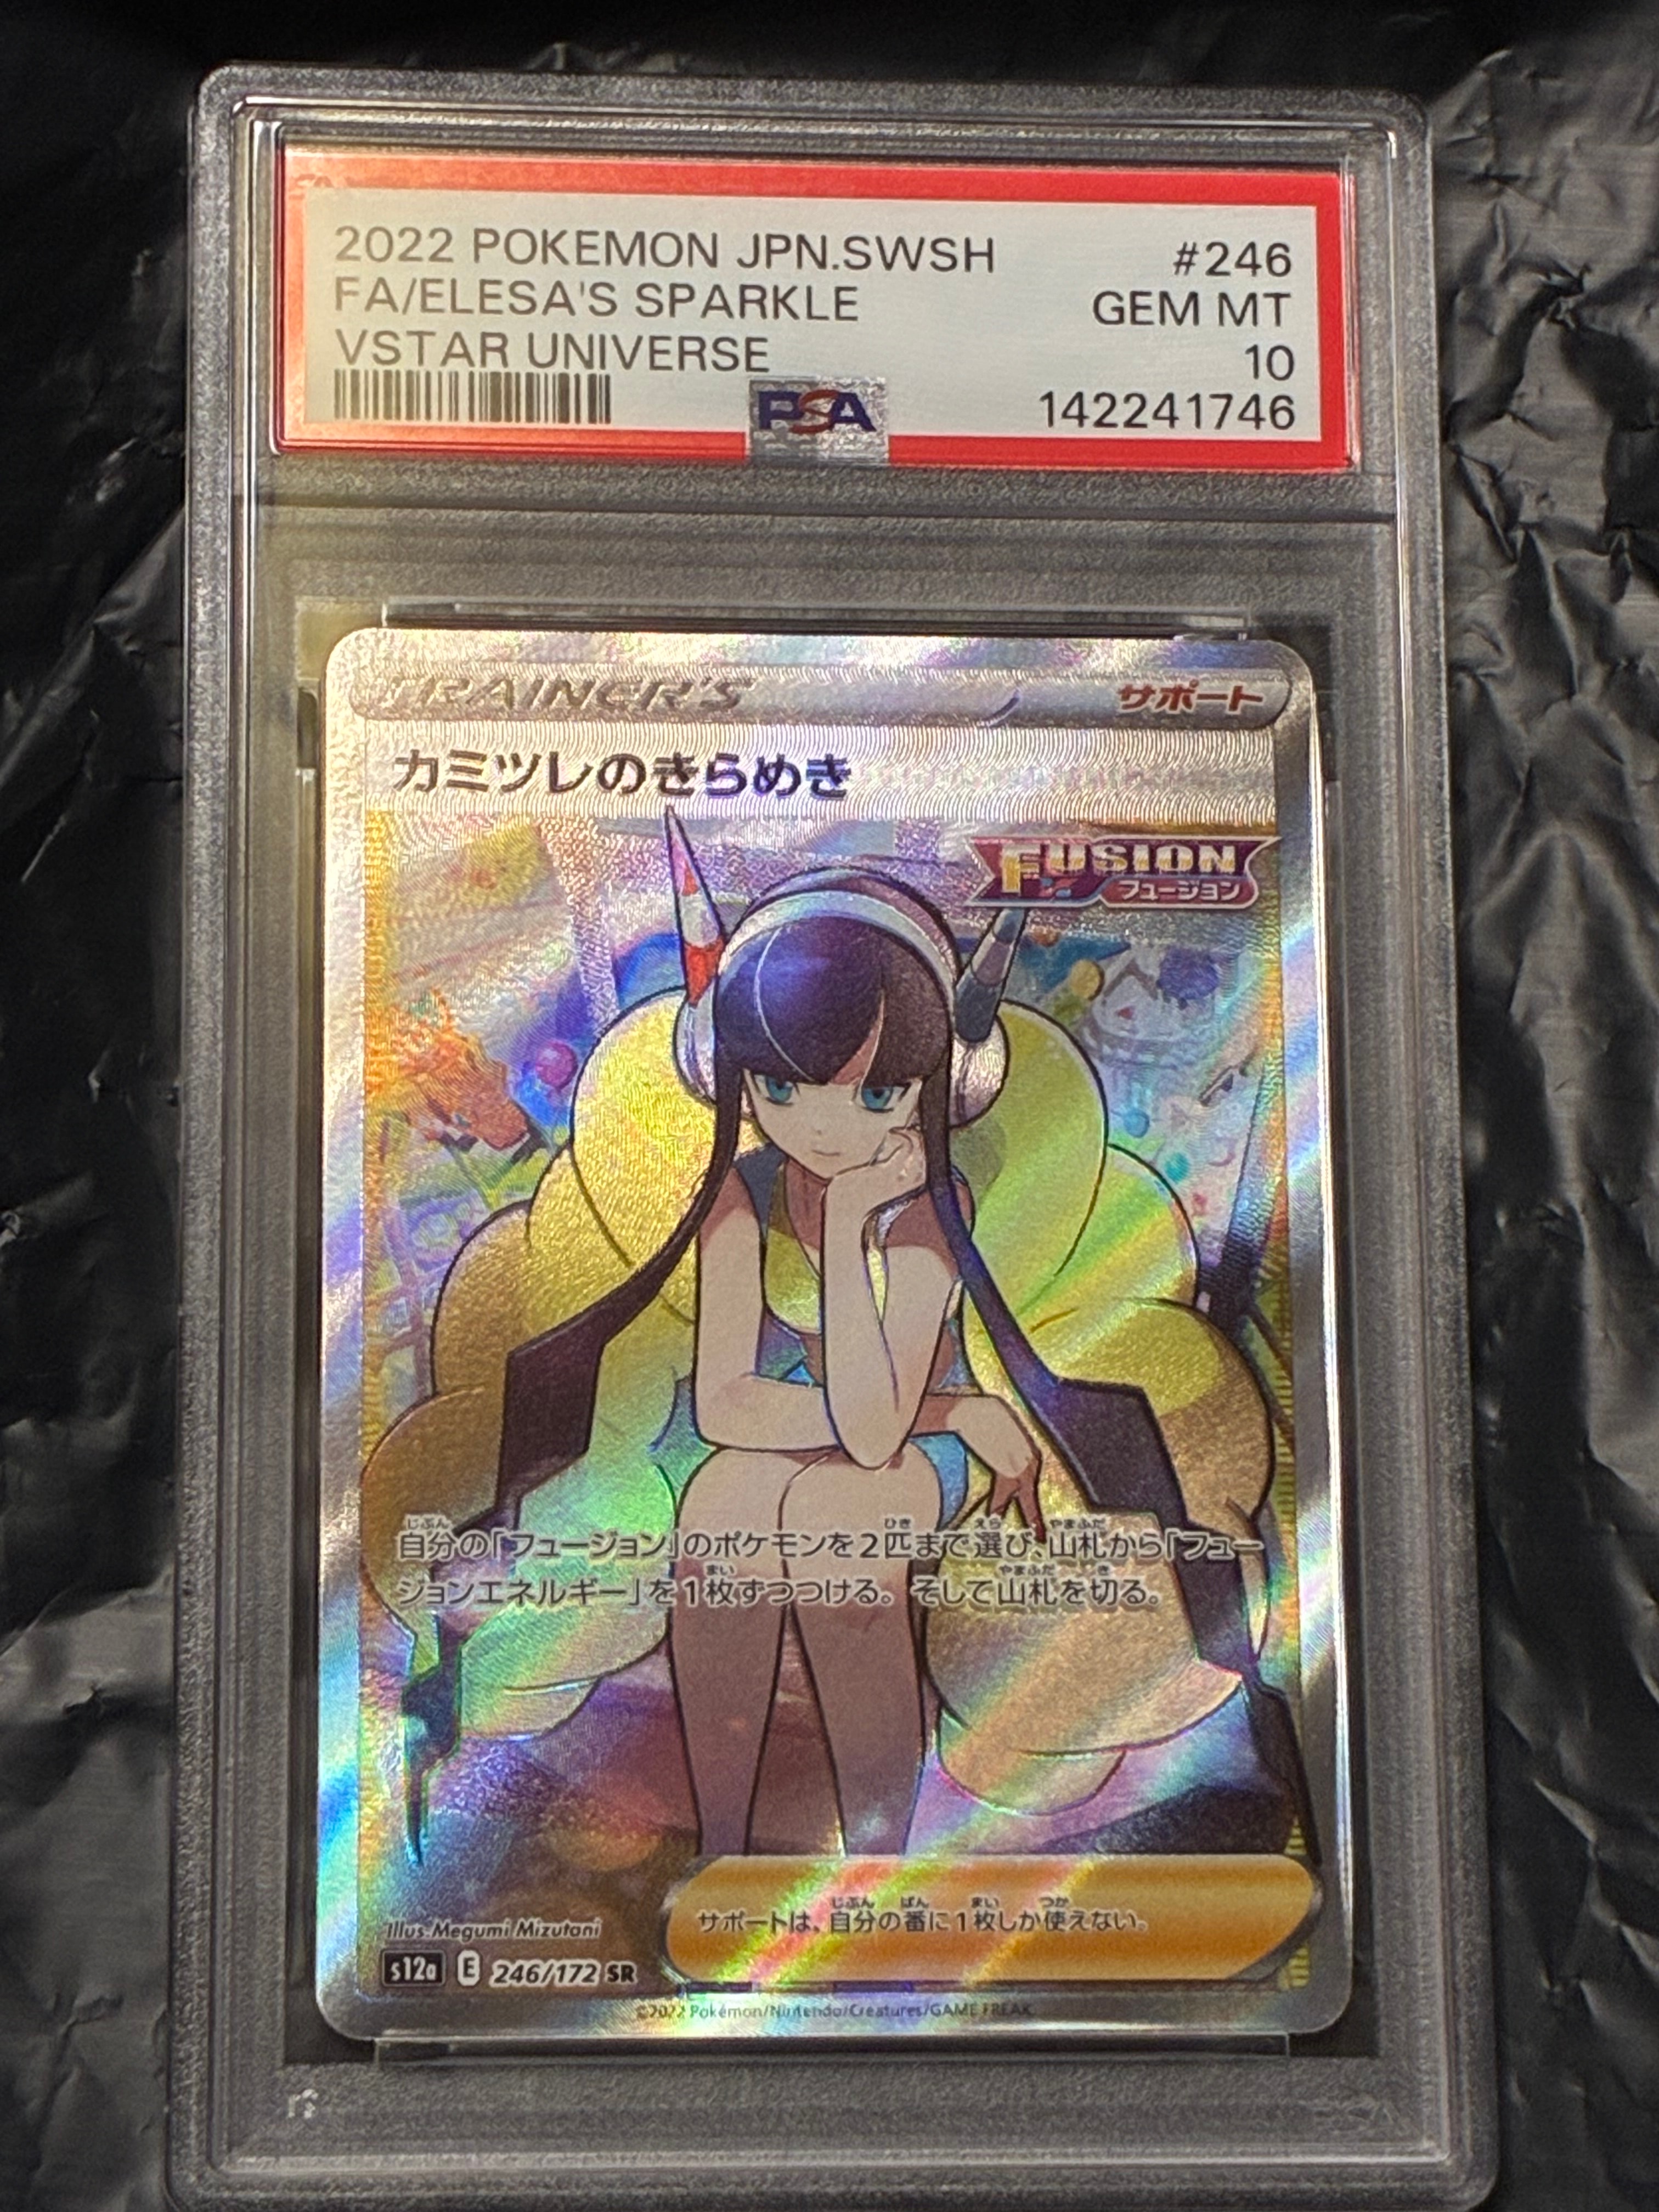 2022 POKEMON JPN.SWSH #246
FA/ELESA'S SPARKLE GEM MT
VSTAR UNIVERSE 10
PSA 142241746
TRAINER'S サポート
カミツレのきらめき
FUSION
フュージョン
自分の「フュージョン」のポケモンを2匹まで選び、山札から「フュー
ジョンエネルギー」を1枚ずつつける。そして山札を切る。
サポートは、自分の番に1枚しか使えない。
Illus. Megumi Mizutani
s12a E 246/172 SR
©2022 Pokémon/Nintendo/Creatures/GAME FREAK